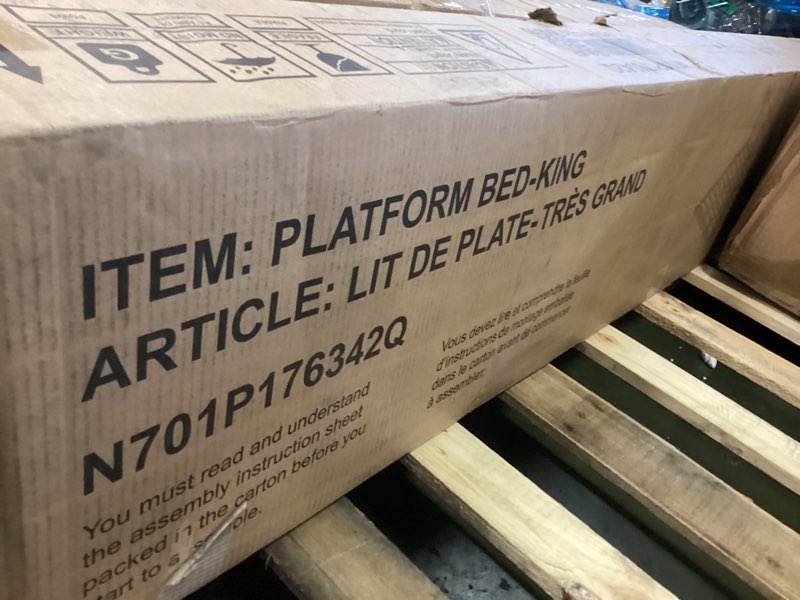 ITEM: PLATFORM BED-KING
ARTICLE: LIT DE PLATE-TRÈS GRAND
N701P176342Q
You must read and understand
the assembly instruction sheet
packed in the carton before you
start to
Vous devez lire et comprendre la feuille
d'instructions de montage emballée
dans le carton avant de commencer
à assembler.